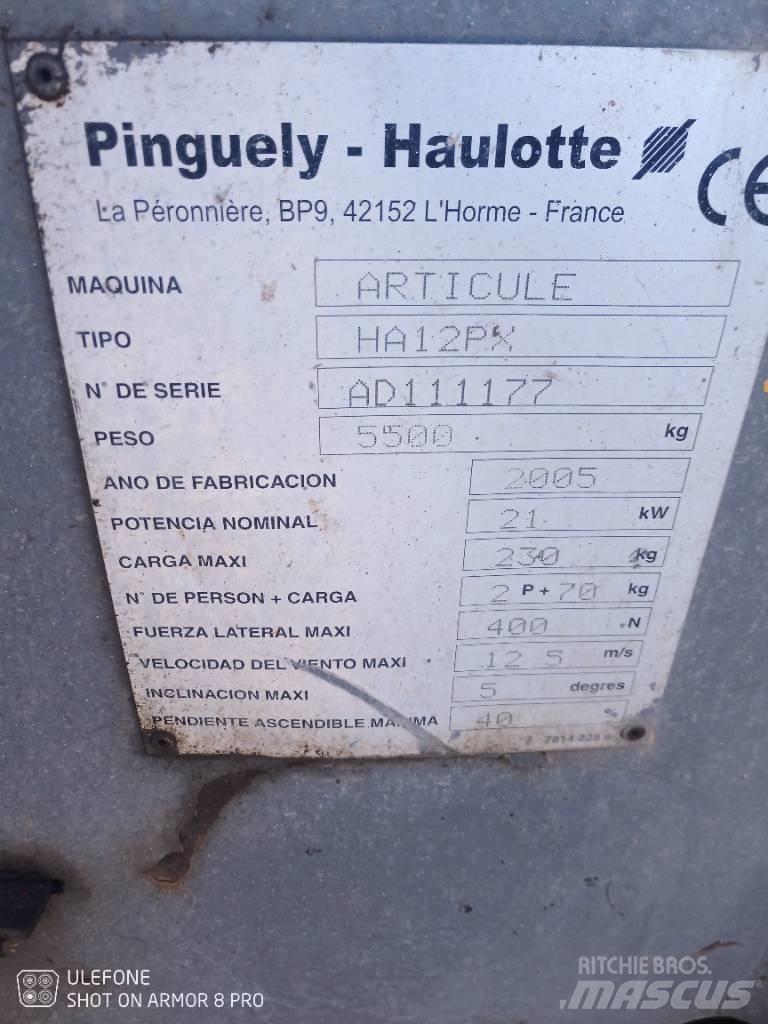 Pinguely - Haulotte
CE
La Péronnière, BP9, 42152 L'Horme - France
MAQUINA ARTICULE
TIPO HA12PX
N° DE SERIE AD111177
PESO 5500 kg
ANO DE FABRICACION 2005
POTENCIA NOMINAL 21 kW
CARGA MAXI 230 kg
N° DE PERSON + CARGA 2 P + 70 kg
FUERZA LATERAL MAXI 400 N
VELOCIDAD DEL VIENTO MAXI 12 5 m/s
INCLINACION MAXI 5 degres
PENDIENTE ASCENDIBLE MAXIMA 40 %
7814 325
ULEFONE
SHOT ON ARMOR 8 PRO
RITCHIE BROS.
MASCUS